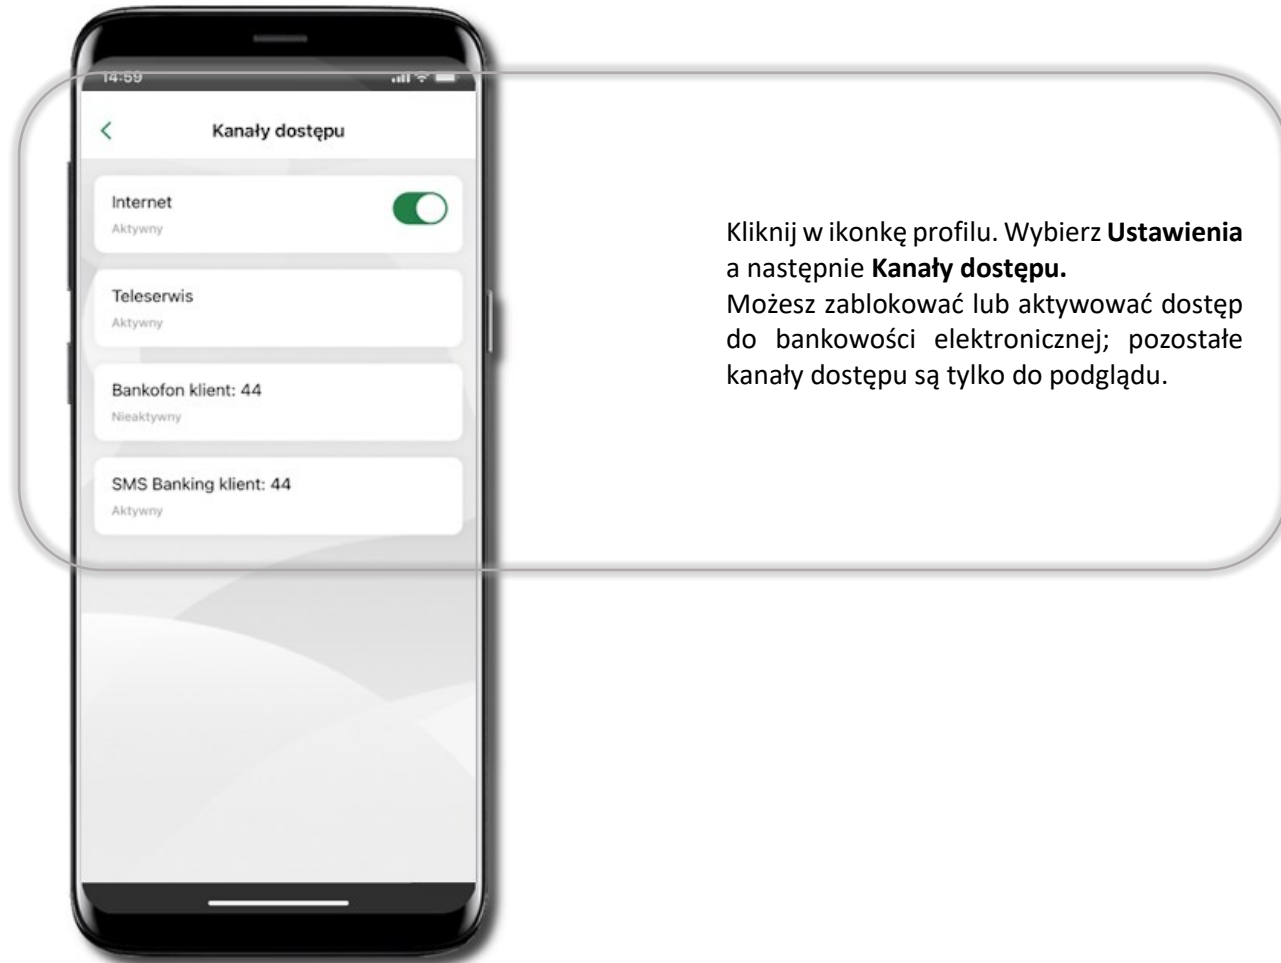 14:59
Kanały dostępu
Internet
Aktywny
Teleserwis
Aktywny
Bankofon klient: 44
Nieaktywny
SMS Banking klient: 44
Aktywny
Kliknij w ikonkę profilu. Wybierz Ustawienia
a następnie Kanały dostępu.
Możesz zablokować lub aktywować dostęp
do bankowości elektronicznej; pozostałe
kanały dostępu są tylko do podglądu.